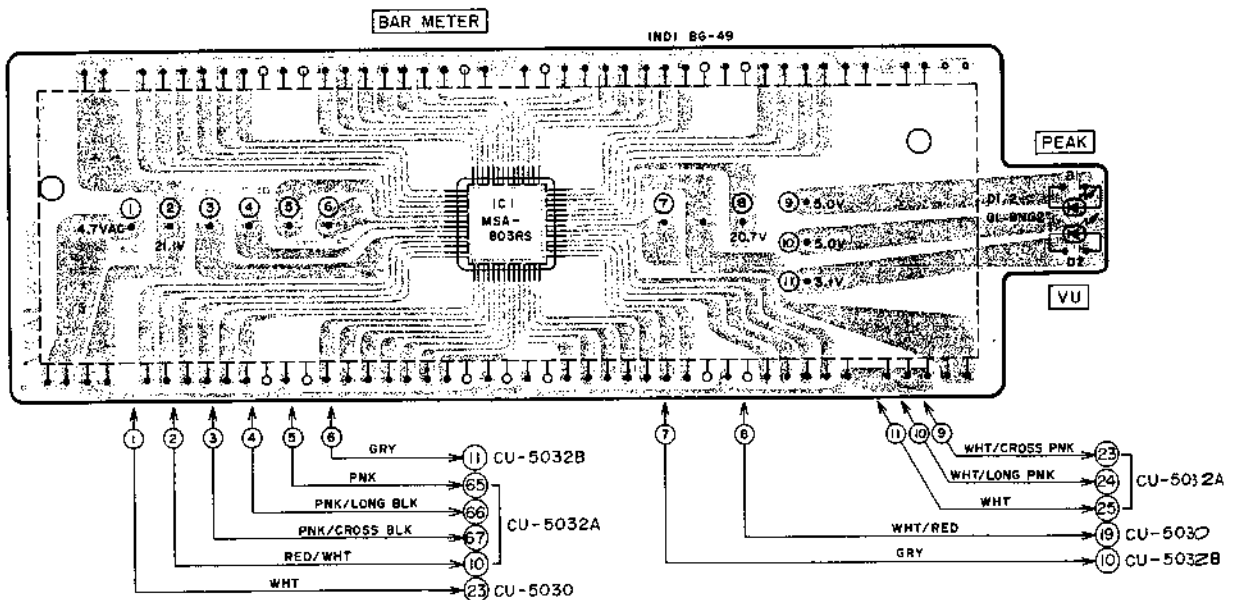 BAR METER
INDI BG-49
PEAK
① ② ③ ④ ⑤ ⑥
4.7VAC
21.1V
IC1
MSA-
803RS
⑦ ⑧
20.7V
⑨ 5.0V
⑩ 5.0V
⑪ 3.1V
D1,2
D2
VU
① ② ③ ④ ⑤ ⑥
⑦ ⑧ ⑪ ⑩ ⑨
GRY ⑪ CU-5032B
PNK 65
PNK/LONG BLK 66
CU-5032A
PNK/CROSS BLK 67
RED/WHT ⑩
WHT 23 CU-5030
WHT/CROSS PNK 23
WHT/LONG PNK 24
CU-5032A
WHT 25
WHT/RED ⑲ CU-5030
GRY ⑩ CU-5032B